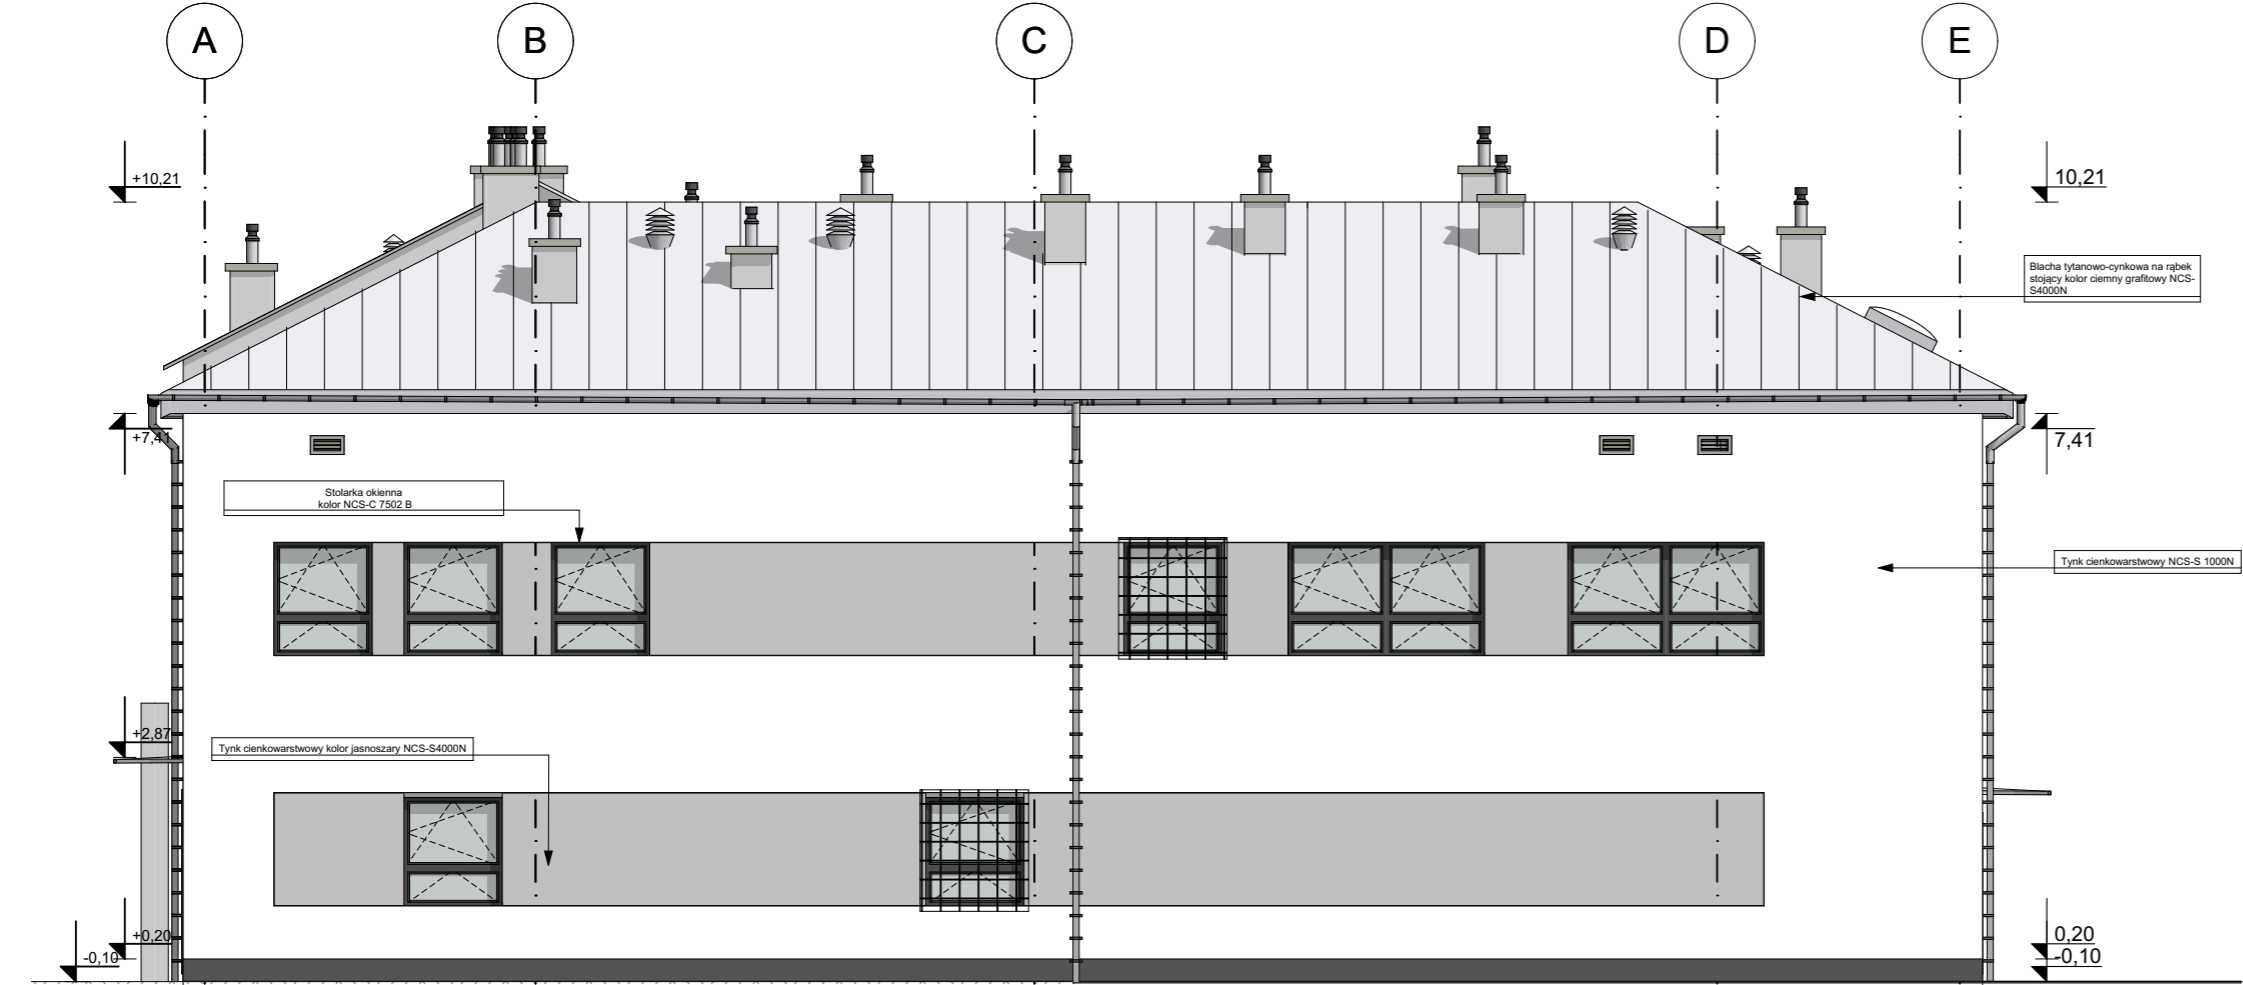 A
B
C
D
E
+10,21
10,21
Blacha tytanowo-cynkowa na rąbek
stojący kolor ciemny grafitowy NCS-
S4000N
+7,41
7,41
Stolarka okienna
kolor NCS-C 7502 B
Tynk cienkowarstwowy NCS-S 1000N
+2,87
Tynk cienkowarstwowy kolor jasnoszary NCS-S4000N
+0,20
0,20
-0,10
-0,10